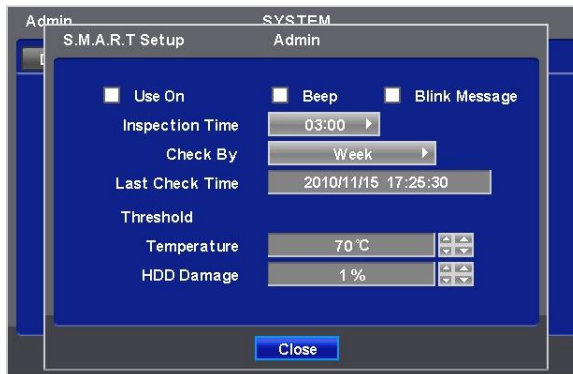 Admin SYSTEM
S.M.A.R.T Setup Admin
Use On Beep Blink Message
Inspection Time 03:00
Check By Week
Last Check Time 2010/11/15 17:25:30
Threshold
Temperature 70℃
HDD Damage 1%
Close